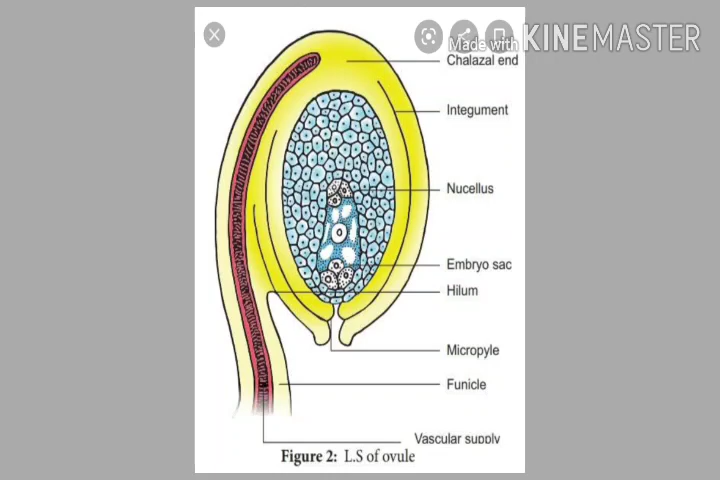 Made with KINEMASTER
Chalazal end
Integument
Nucellus
Embryo sac
Hilum
Micropyle
Funicle
Vascular supply
Figure 2: L.S of ovule